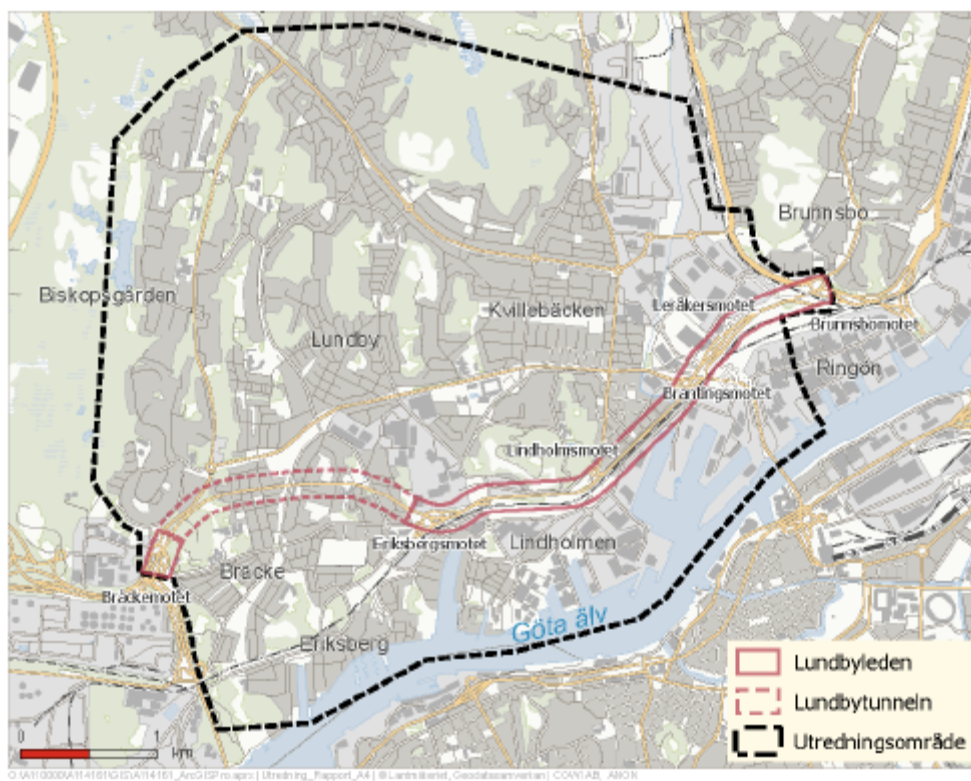 Brunnsbo
Biskopsgården
Leråkersmotet
Kvillebäcken
Brunnsbomotet
Lundby
Ringön
Brantingsmotet
Lindholmsmotet
Eriksbergsmotet
Lindholmen
Bräcke
Bräckemotet
Göta älv
Eriksberg
Lundbyleden
Lundbytunneln
Utredningsområde
0 1
km